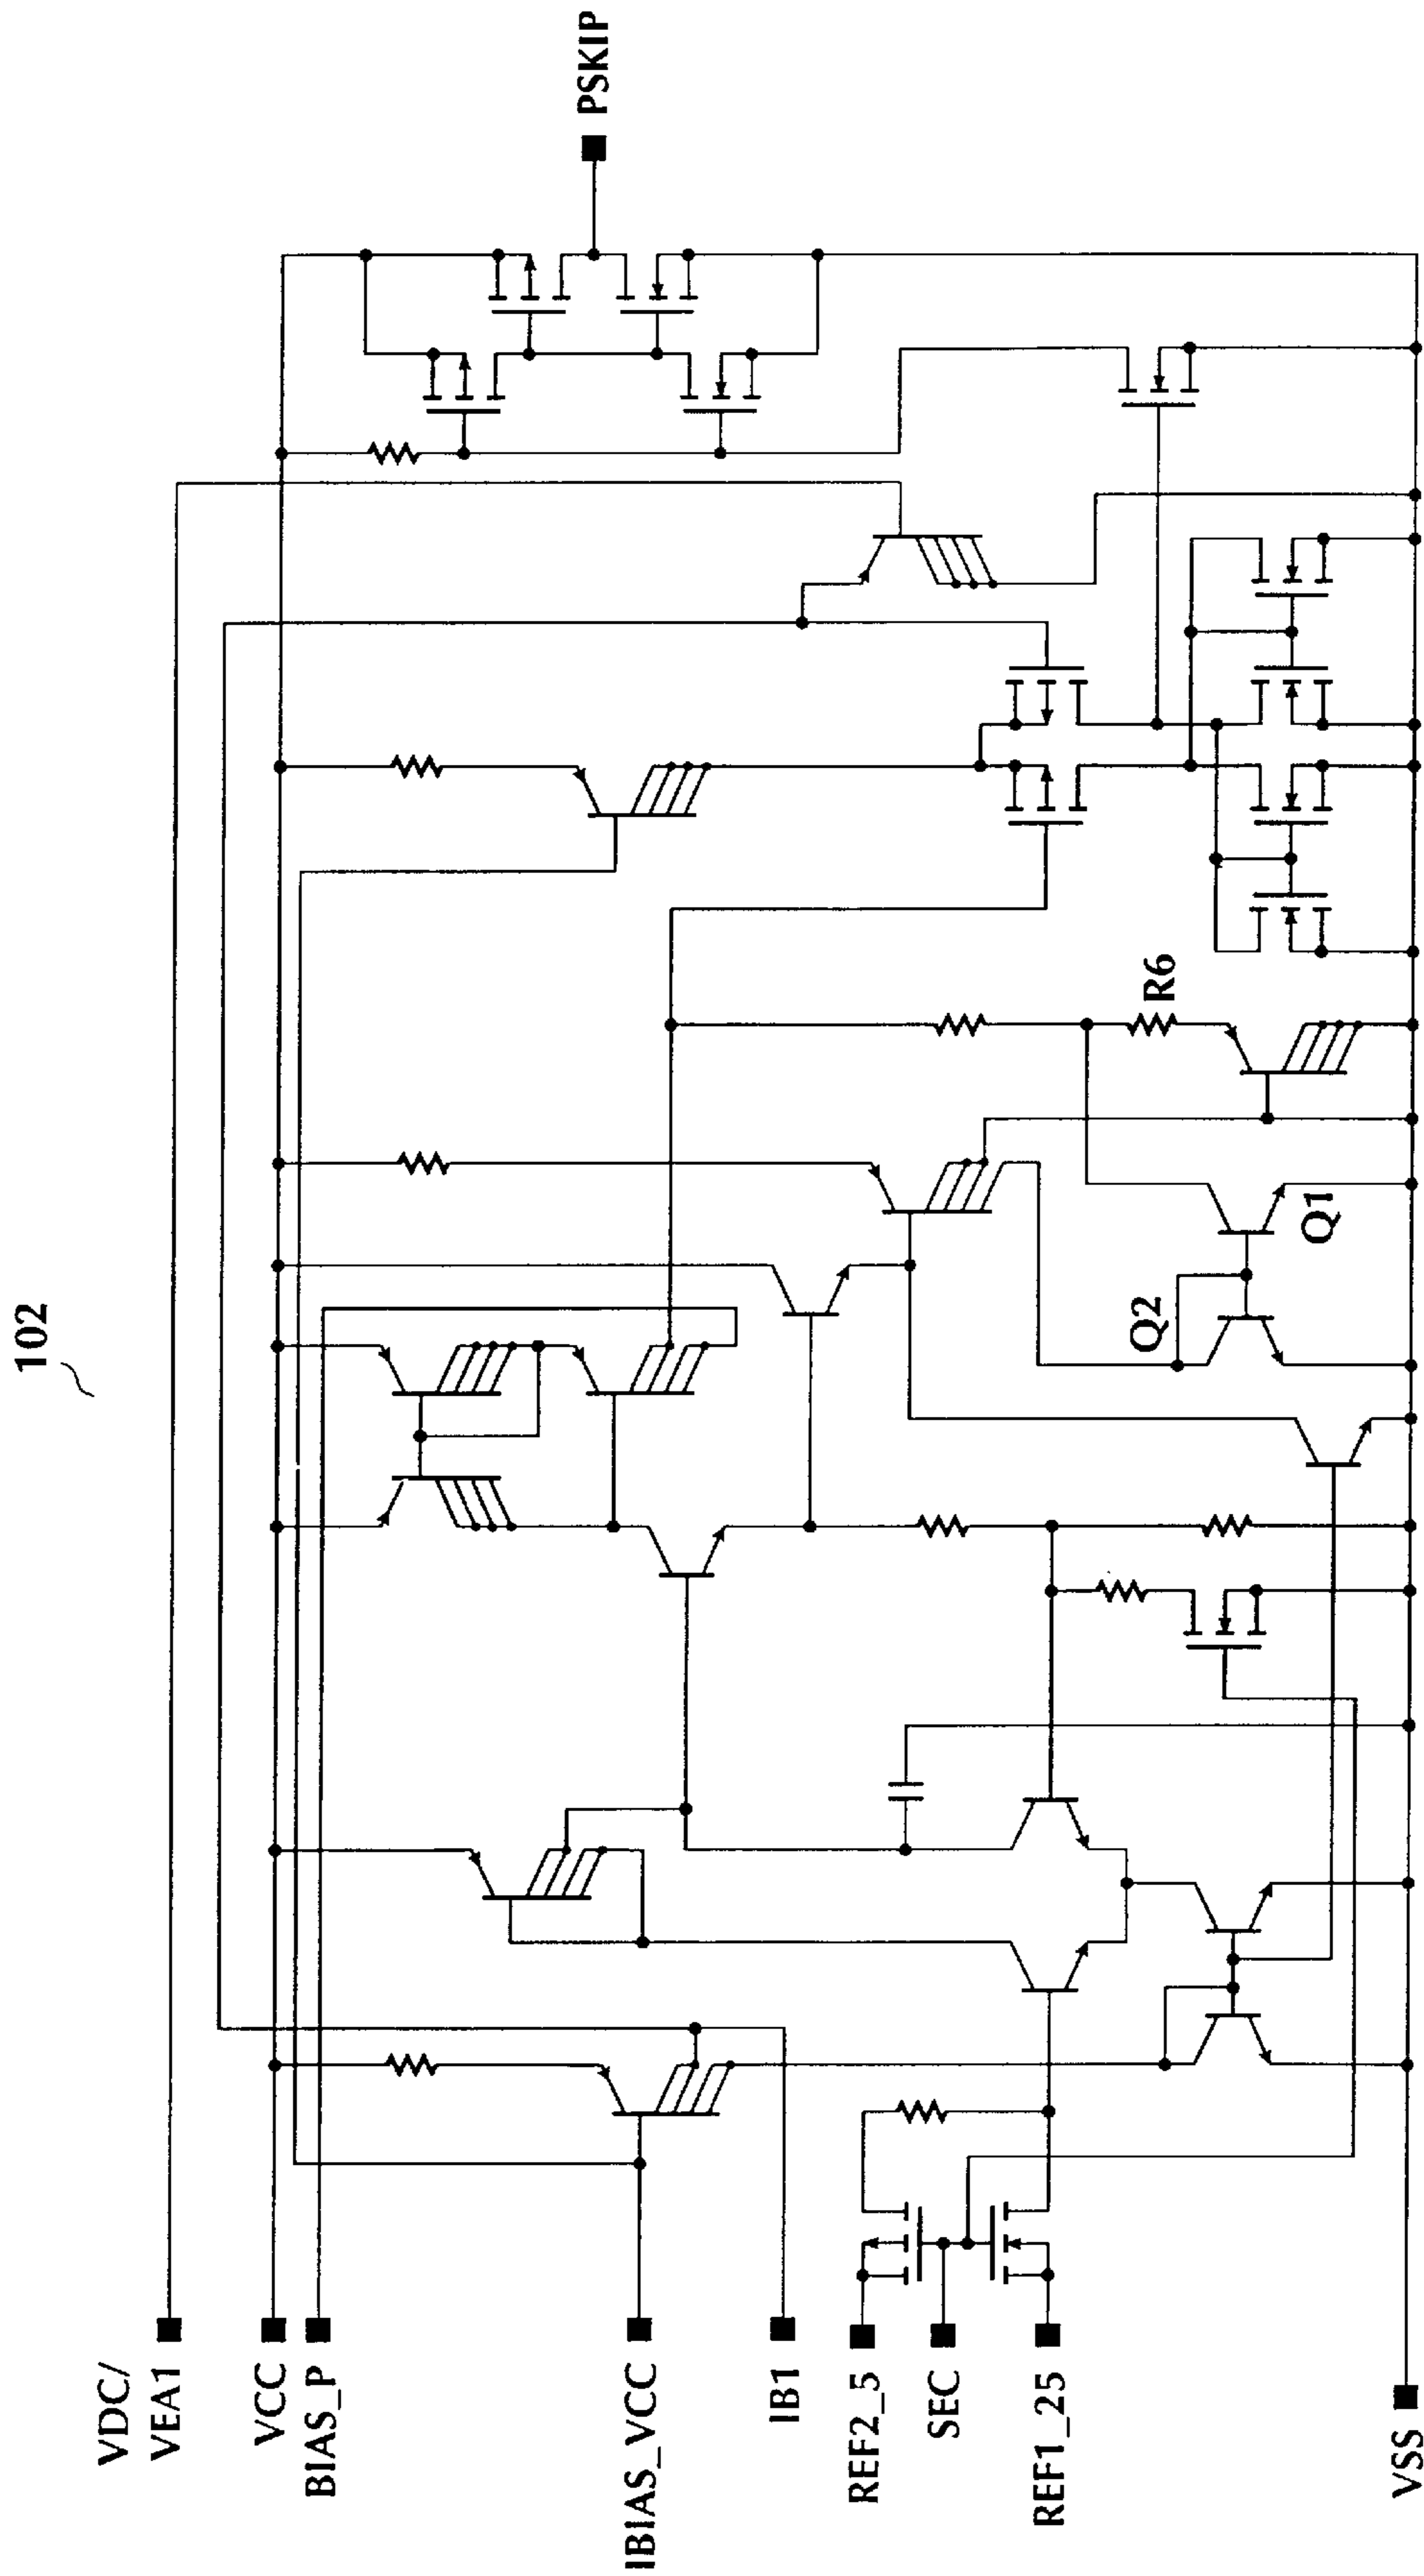 102
VDC/
VEA1
VCC
BIAS_P
IBIAS_VCC
IB1
REF2_5
SEC
REF1_25
VSS
Q2
Q1
R6
PSKIP